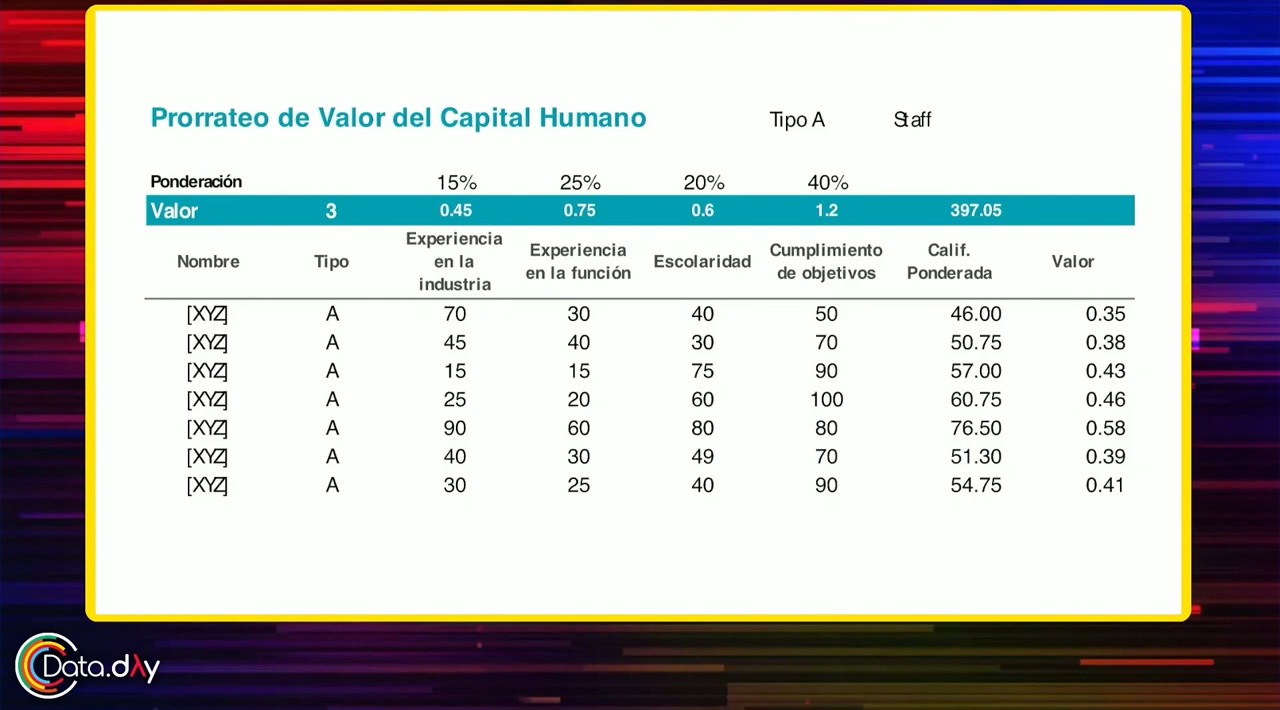 Prorrateo de Valor del Capital Humano Tipo A Staff
Ponderación 15% 25% 20% 40%
Valor 3 0.45 0.75 0.6 1.2 397.05
Nombre Tipo Experiencia en la industria Experiencia en la función Escolaridad Cumplimiento de objetivos Calif. Ponderada Valor
[XYZ] A 70 30 40 50 46.00 0.35
[XYZ] A 45 40 30 70 50.75 0.38
[XYZ] A 15 15 75 90 57.00 0.43
[XYZ] A 25 20 60 100 60.75 0.46
[XYZ] A 90 60 80 80 76.50 0.58
[XYZ] A 40 30 49 70 51.30 0.39
[XYZ] A 30 25 40 90 54.75 0.41
Data.dλy